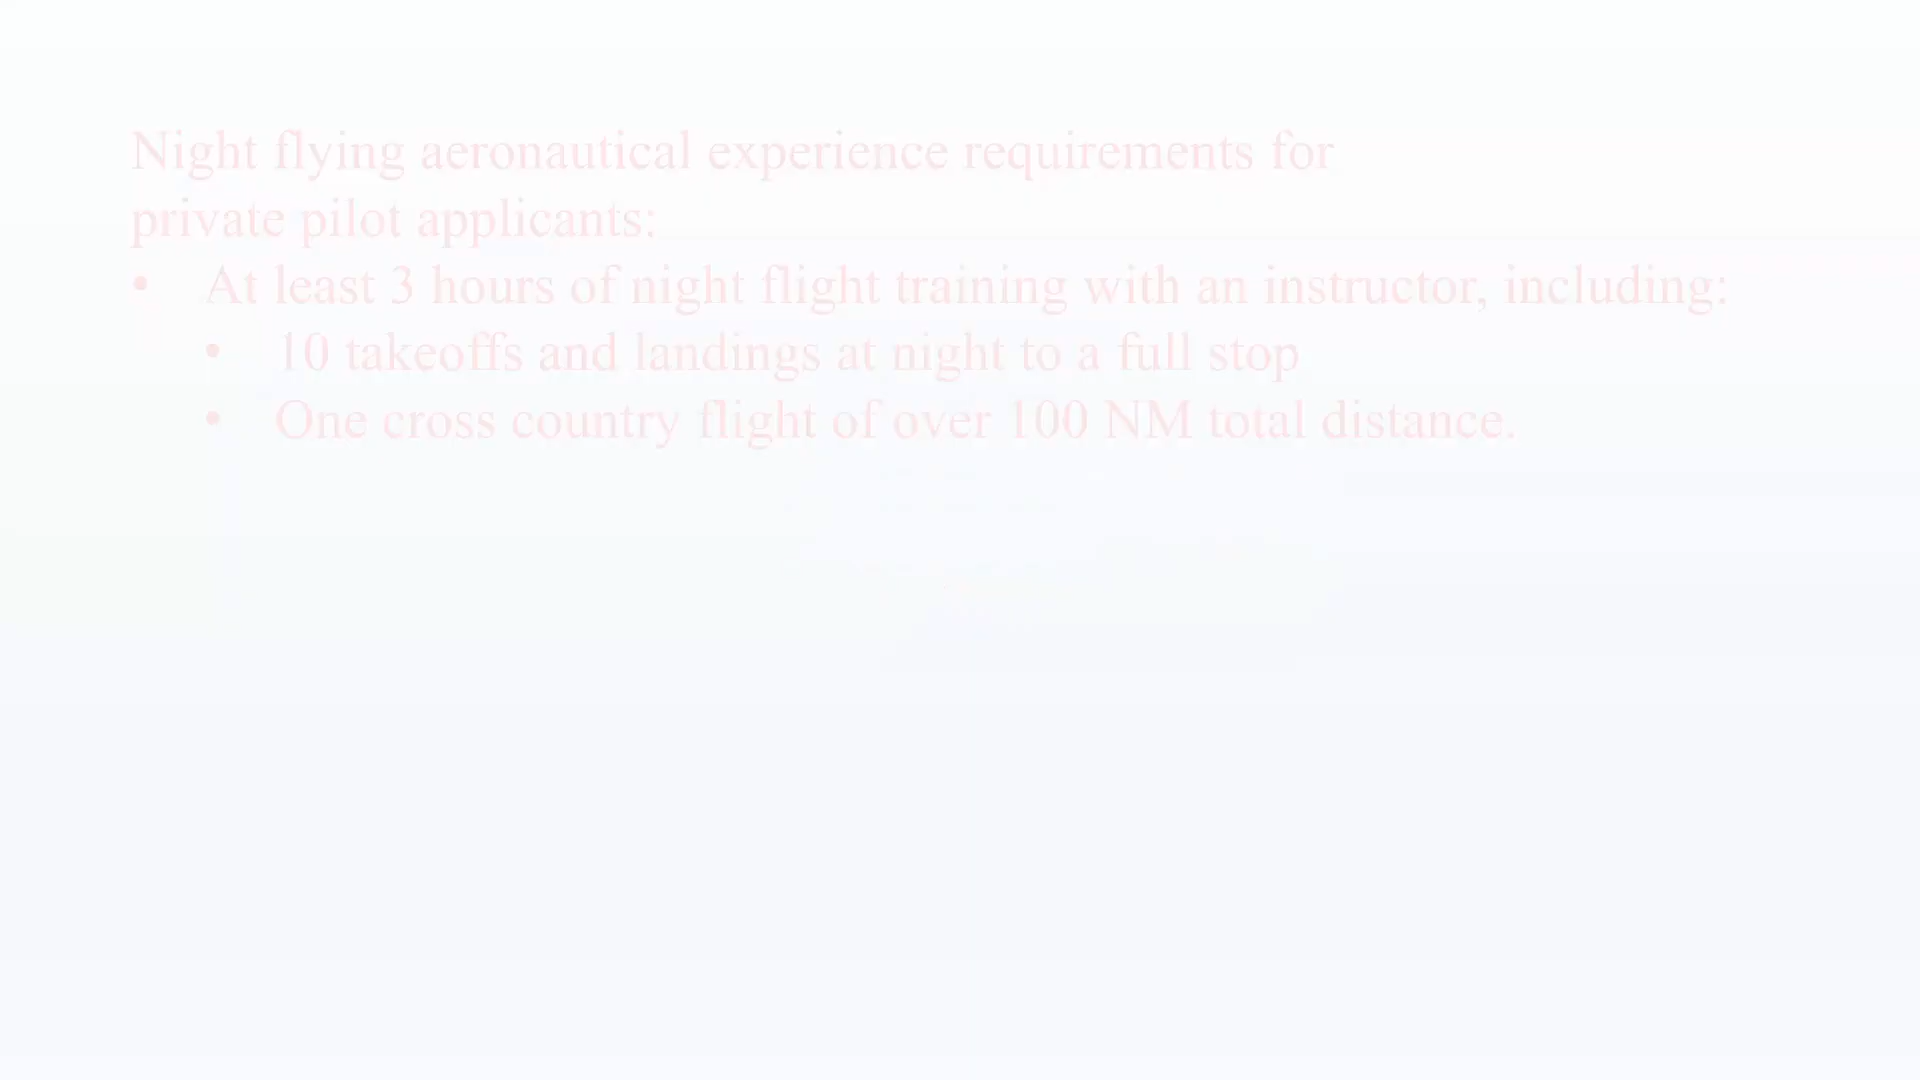 Night flying aeronautical experience requirements for
private pilot applicants:
• At least 3 hours of night flight training with an instructor, including:
• 10 takeoffs and landings at night to a full stop
• One cross country flight of over 100 NM total distance.